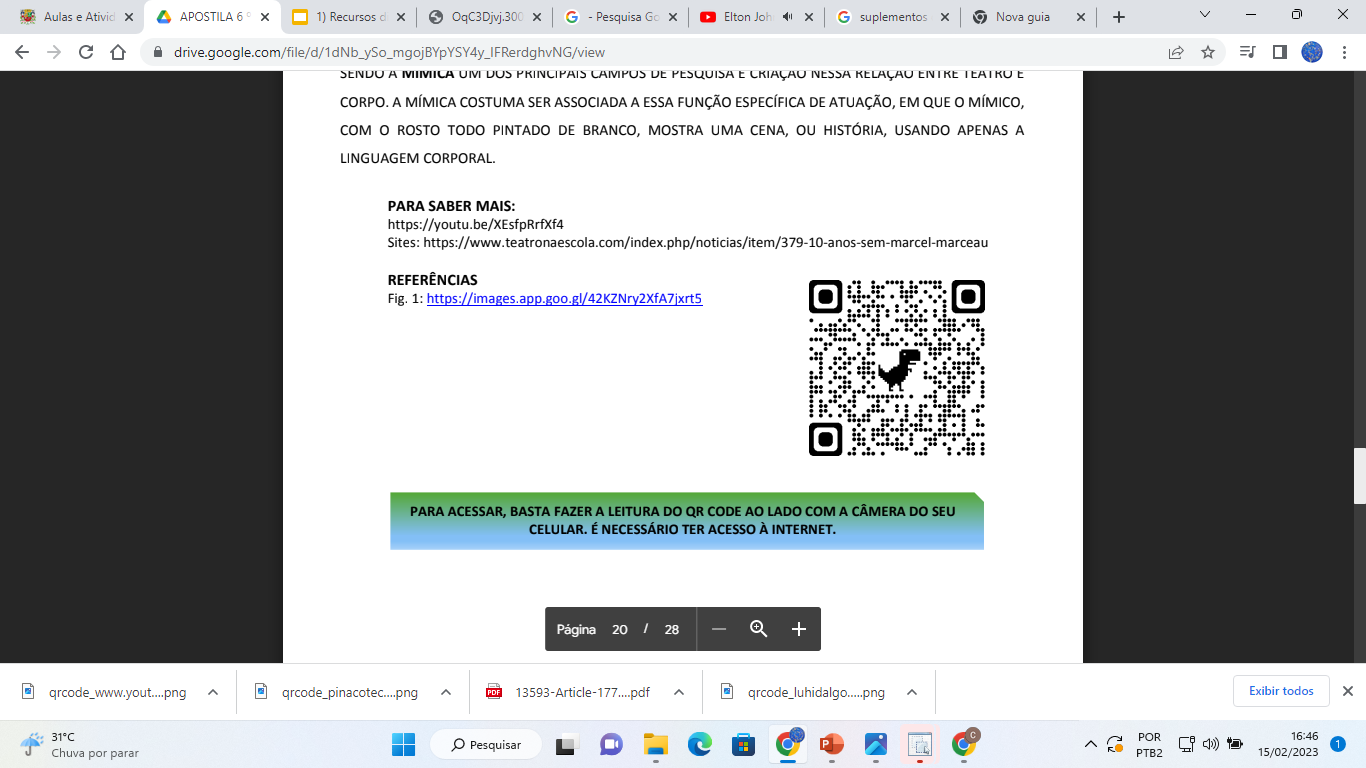 Aulas e Ativid
APOSTILA 6 º
1) Recursos d
OqC3Djvj.300
- Pesquisa Go
Elton Joh
suplementos
Nova guia
drive.google.com/file/d/1dNb_ySo_mgojBYpYSY4y_lFRerdghvNG/view
SENDO A MÍMICA UM DOS PRINCIPAIS CAMPOS DE PESQUISA E CRIAÇÃO NESSA RELAÇÃO ENTRE TEATRO E
CORPO. A MÍMICA COSTUMA SER ASSOCIADA A ESSA FUNÇÃO ESPECÍFICA DE ATUAÇÃO, EM QUE O MÍMICO,
COM O ROSTO TODO PINTADO DE BRANCO, MOSTRA UMA CENA, OU HISTÓRIA, USANDO APENAS A
LINGUAGEM CORPORAL.
PARA SABER MAIS:
https://youtu.be/XEsfpRrfXf4
Sites: https://www.teatronaescola.com/index.php/noticias/item/379-10-anos-sem-marcel-marceau
REFERÊNCIAS
Fig. 1: https://images.app.goo.gl/42KZNry2XfA7jxrt5
PARA ACESSAR, BASTA FAZER A LEITURA DO QR CODE AO LADO COM A CÂMERA DO SEU
CELULAR. É NECESSÁRIO TER ACESSO À INTERNET.
Página 20 / 28
qrcode_www.yout....png
qrcode_pinacotec....png
13593-Article-177....pdf
qrcode_luhidalgo.....png
Exibir todos
31°C
Chuva por parar
Pesquisar
POR
PTB2
16:46
15/02/2023
1